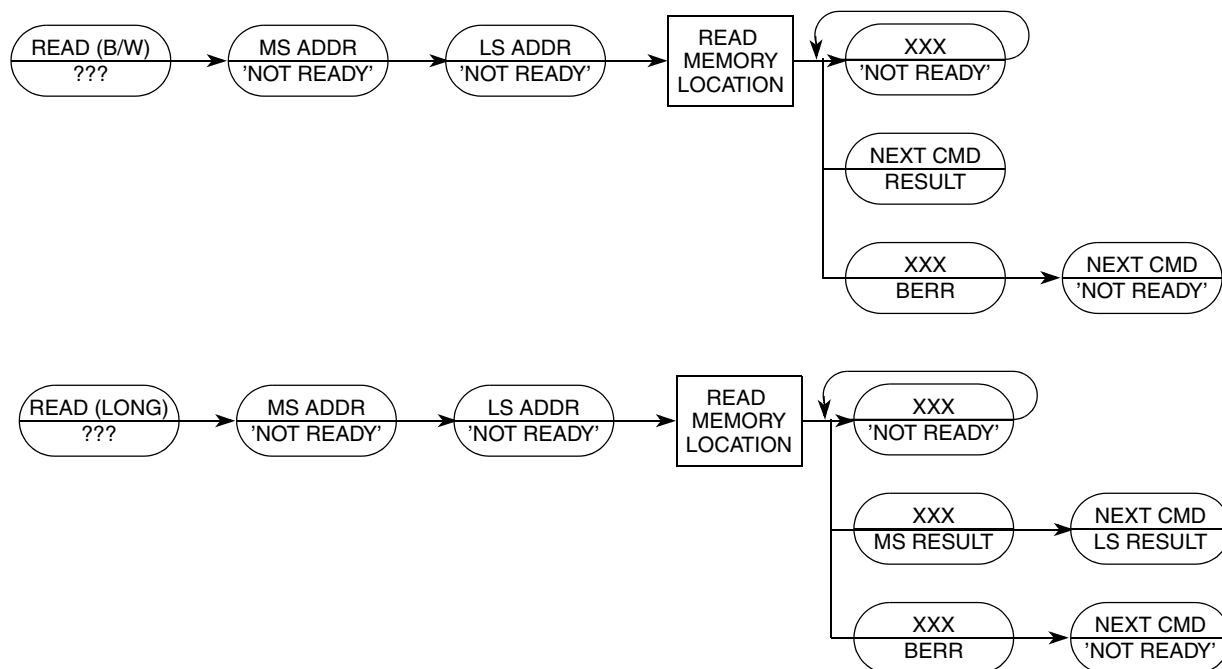 READ (B/W)
???
MS ADDR
'NOT READY'
LS ADDR
'NOT READY'
READ
MEMORY
LOCATION
XXX
'NOT READY'
NEXT CMD
RESULT
XXX
BERR
NEXT CMD
'NOT READY'
READ (LONG)
???
MS ADDR
'NOT READY'
LS ADDR
'NOT READY'
READ
MEMORY
LOCATION
XXX
'NOT READY'
XXX
MS RESULT
NEXT CMD
LS RESULT
XXX
BERR
NEXT CMD
'NOT READY'